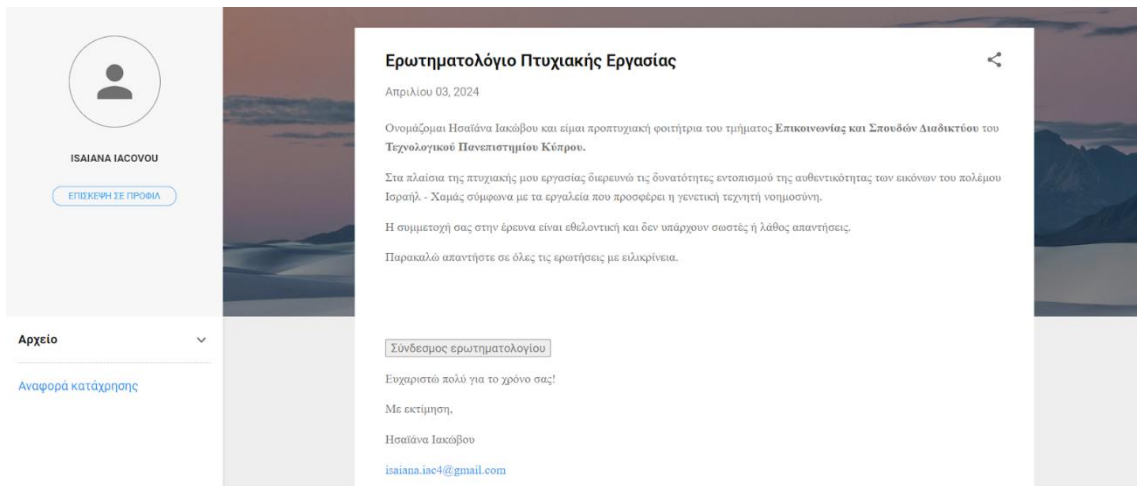 ISAIANA IACOVOU
ΕΠΙΣΚΕΨΗ ΣΕ ΠΡΟΦΙΛ
Αρχείο
Αναφορά κατάχρησης
Ερωτηματολόγιο Πτυχιακής Εργασίας
Απριλίου 03, 2024
Ονομάζομαι Ησαΐάνα Ιακώβου και είμαι προπτυχιακή φοιτήτρια του τμήματος Επικοινωνίας και Σπουδών Διαδικτύου του
Τεχνολογικού Πανεπιστημίου Κύπρου.
Στα πλαίσια της πτυχιακής μου εργασίας διερευνώ τις δυνατότητες εντοπισμού της αυθεντικότητας των εικόνων του πολέμου
Ισραήλ - Χαμάς σύμφωνα με τα εργαλεία που προσφέρει η γενετική τεχνητή νοημοσύνη.
Η συμμετοχή σας στην έρευνα είναι εθελοντική και δεν υπάρχουν σωστές ή λάθος απαντήσεις.
Παρακαλώ απαντήστε σε όλες τις ερωτήσεις με ειλικρίνεια.
Σύνδεσμος ερωτηματολογίου
Ευχαριστώ πολύ για το χρόνο σας!
Με εκτίμηση,
Ησαΐάνα Ιακώβου
isaiana.iac4@gmail.com